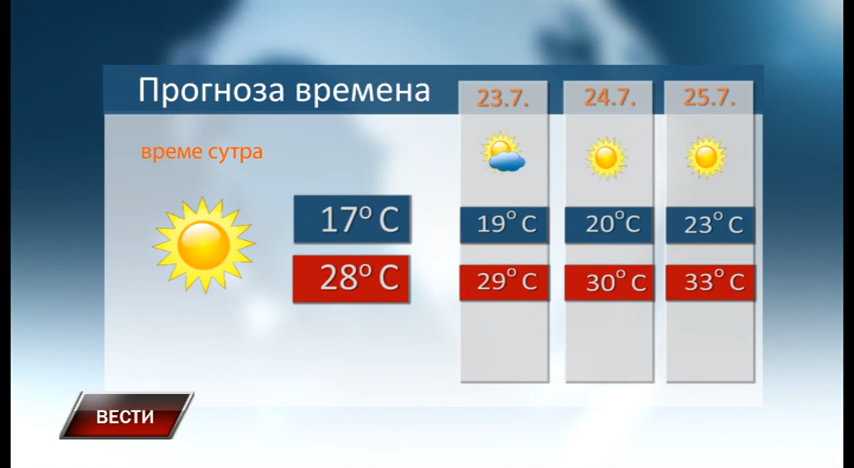 Прогноза времена
време сутра
17° C
28° C
23.7.
19° C
29° C
24.7.
20°C
30° C
25.7.
23° C
33° C
ВЕСТИ